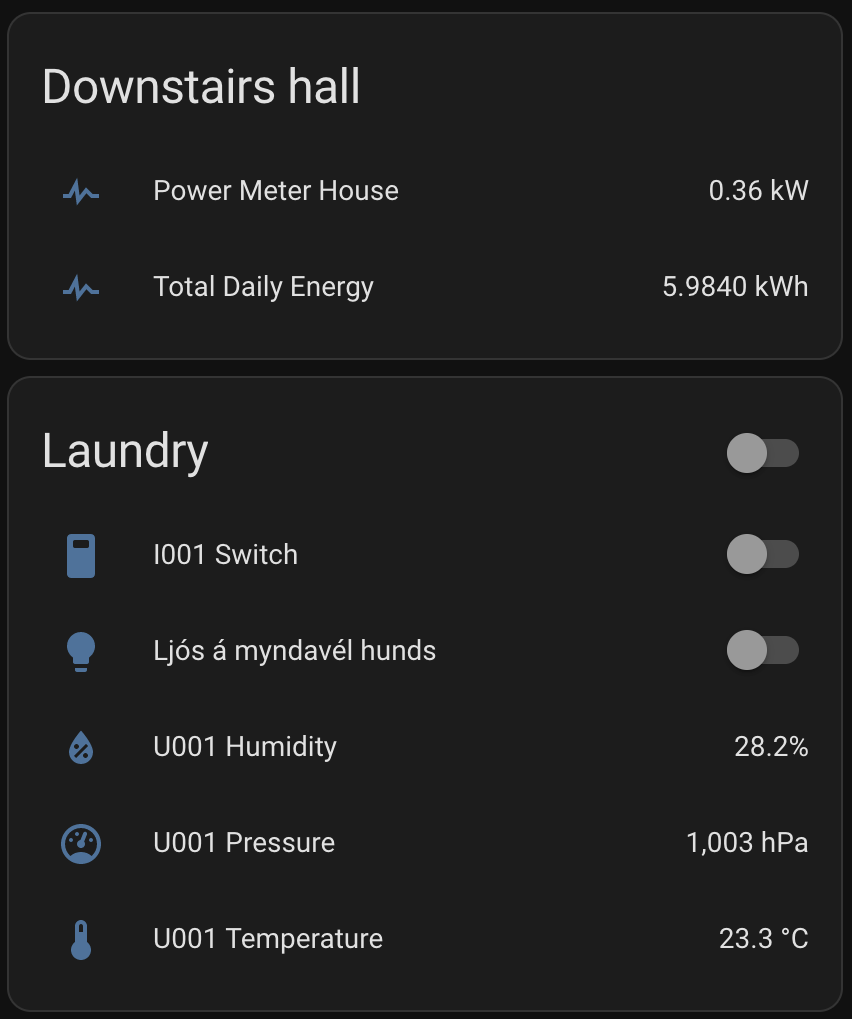 Downstairs hall
Power Meter House 0.36 kW
Total Daily Energy 5.9840 kWh
Laundry
I001 Switch
Ljós á myndavél hunds
U001 Humidity 28.2%
U001 Pressure 1,003 hPa
U001 Temperature 23.3 °C